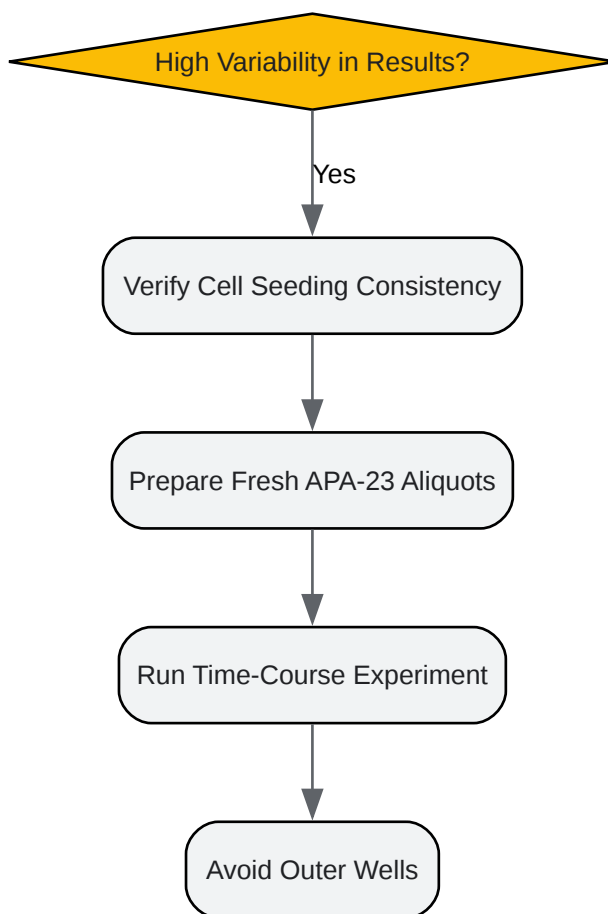 High Variability in Results?
Yes
Verify Cell Seeding Consistency
Prepare Fresh APA-23 Aliquots
Run Time-Course Experiment
Avoid Outer Wells